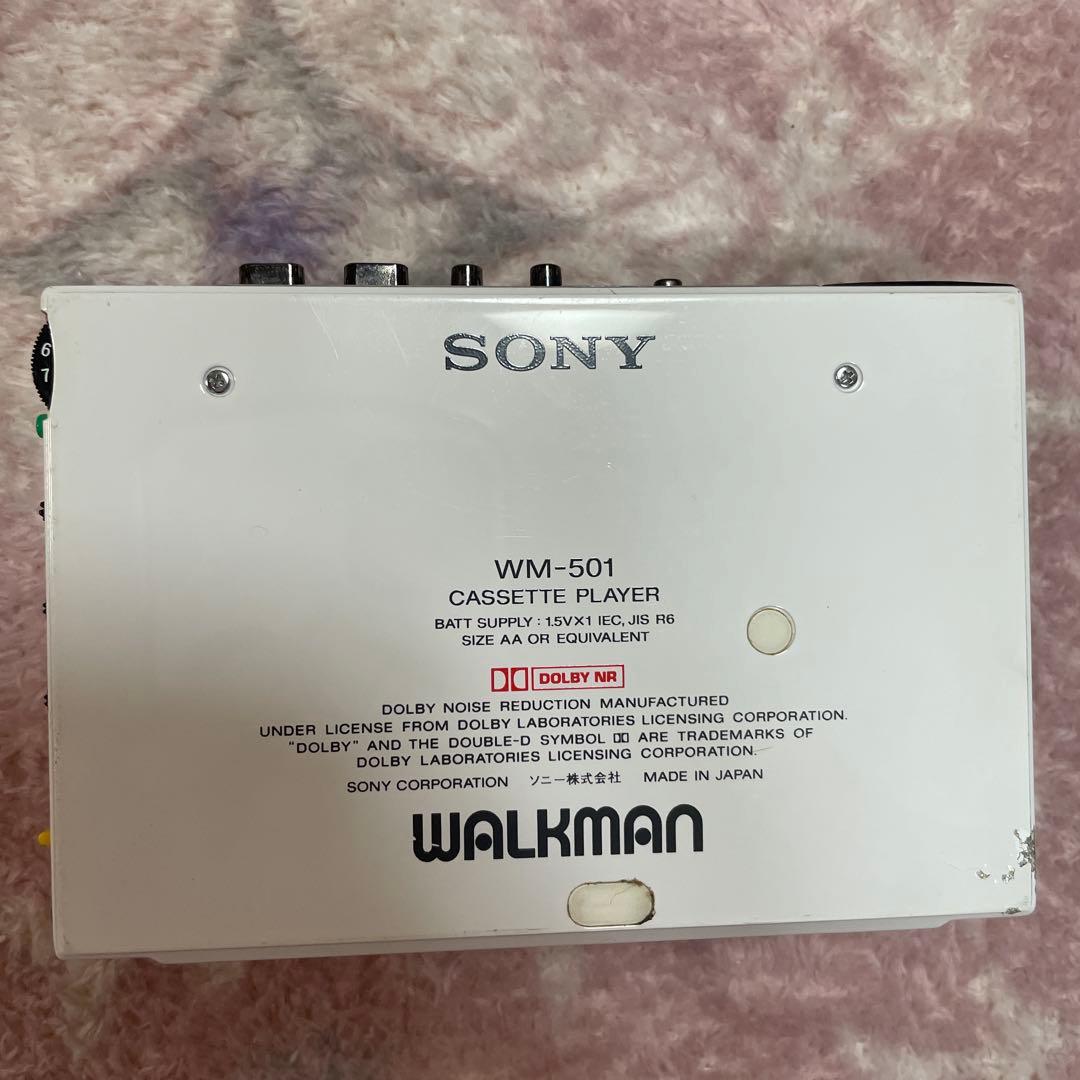 6
7
SONY
WM-501
CASSETTE PLAYER
BATT SUPPLY : 1.5V×1 IEC, JIS R6
SIZE AA OR EQUIVALENT
DOLBY NR
DOLBY NOISE REDUCTION MANUFACTURED
UNDER LICENSE FROM DOLBY LABORATORIES LICENSING CORPORATION.
"DOLBY" AND THE DOUBLE-D SYMBOL ARE TRADEMARKS OF
DOLBY LABORATORIES LICENSING CORPORATION.
SONY CORPORATION ソニー株式会社 MADE IN JAPAN
WALKMAN